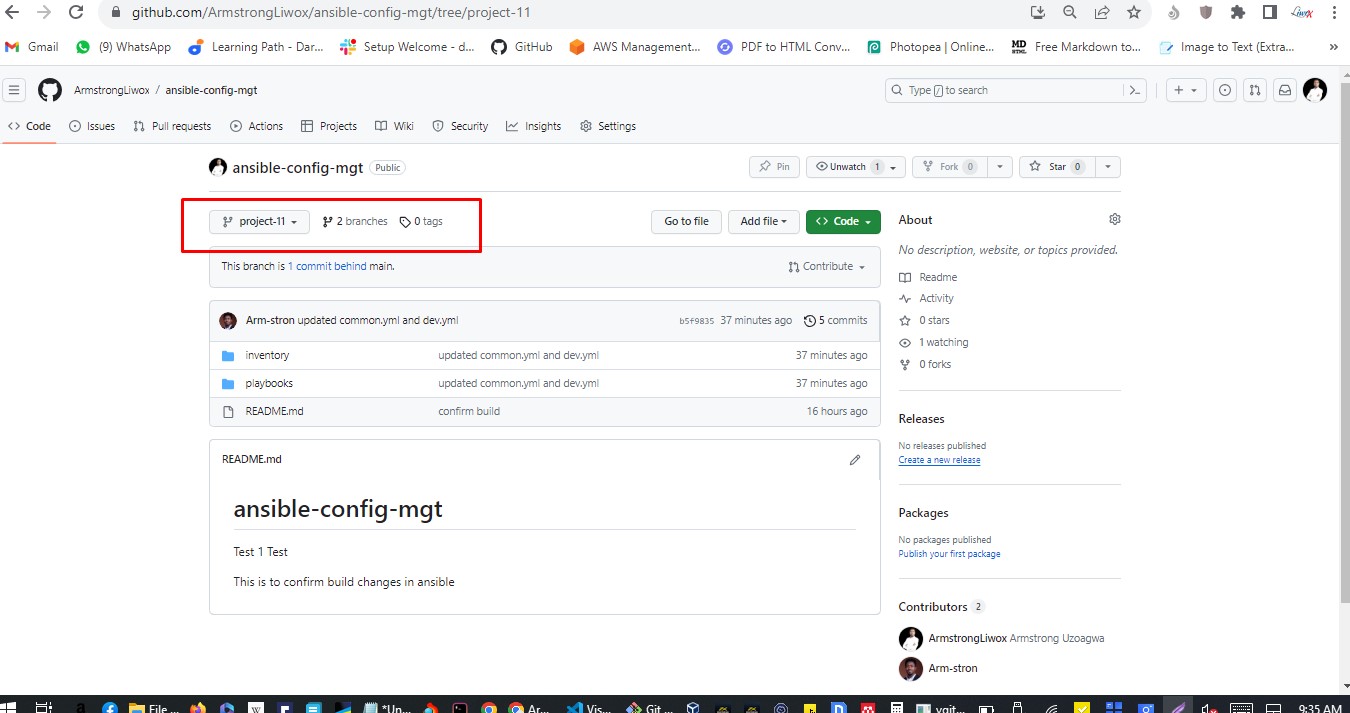 github.com/ArmstrongLiwox/ansible-config-mgt/tree/project-11
Gmail (9) WhatsApp Learning Path - Dar... Setup Welcome - d... GitHub AWS Management... PDF to HTML Conv... Photopea | Online... MD Free Markdown to... Image to Text (Extra... »
ArmstrongLiwox / ansible-config-mgt
Type / to search
Code Issues Pull requests Actions Projects Wiki Security Insights Settings
ansible-config-mgt Public
Pin Unwatch 1 Fork 0 Star 0
project-11 2 branches 0 tags
Go to file Add file <> Code
This branch is 1 commit behind main.
Contribute
Arm-stron updated common.yml and dev.yml b5f9835 37 minutes ago 5 commits
inventory updated common.yml and dev.yml 37 minutes ago
playbooks updated common.yml and dev.yml 37 minutes ago
README.md confirm build 16 hours ago
README.md
ansible-config-mgt
Test 1 Test
This is to confirm build changes in ansible
About
No description, website, or topics provided.
Readme
Activity
0 stars
1 watching
0 forks
Releases
No releases published
Create a new release
Packages
No packages published
Publish your first package
Contributors 2
ArmstrongLiwox Armstrong Uzoagwa
Arm-stron
File ... *Un... Ar... Vis... Git ... 9:35 AM